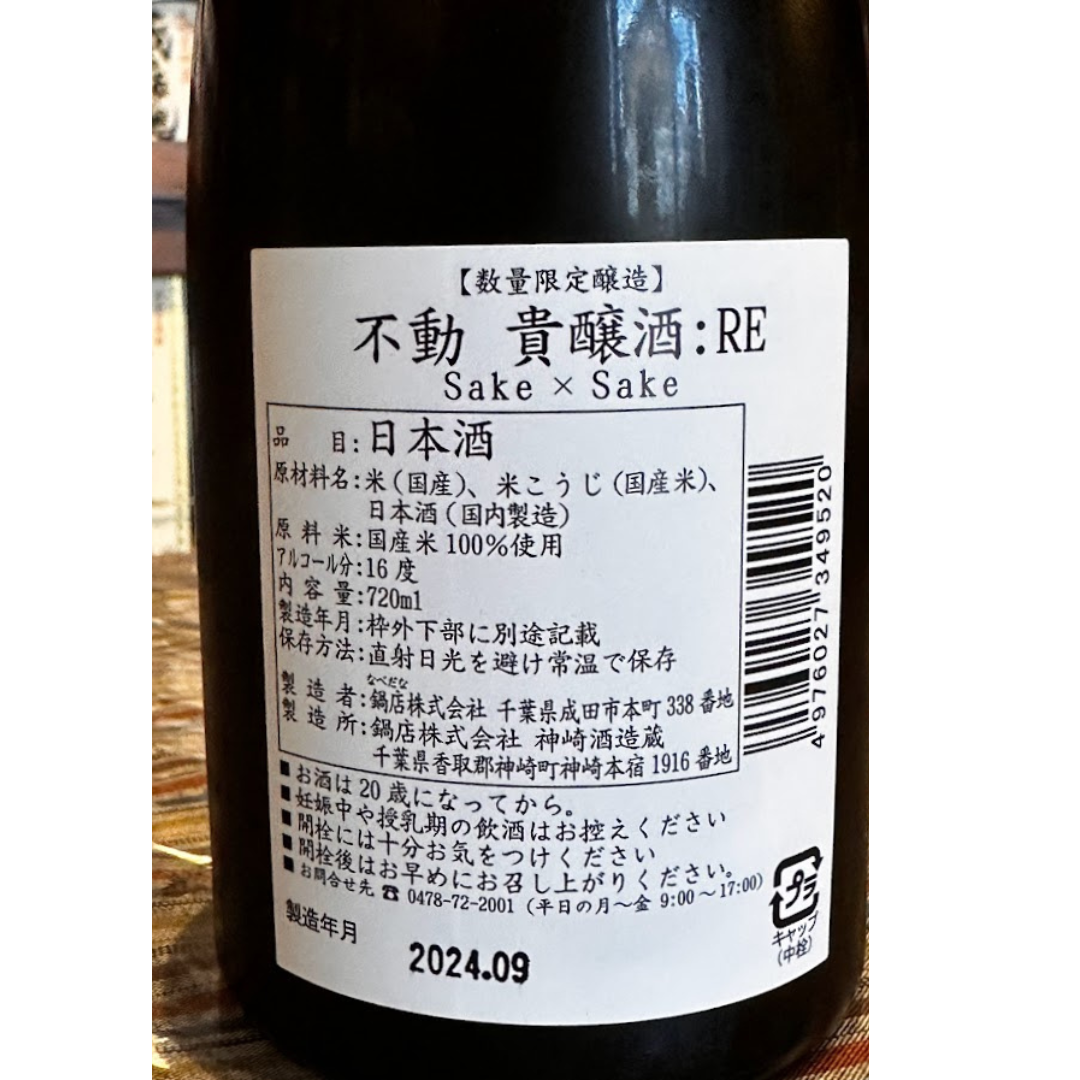 【数量限定醸造】
不動 貴醸酒:RE
Sake × Sake
品目:日本酒
原材料名:米(国産)、米こうじ(国産米)、
日本酒(国内製造)
原料米:国産米100%使用
アルコール分:16度
内容量:720ml
製造年月:枠外下部に別途記載
保存方法:直射日光を避け常温で保存
なべだな
製造者:鍋店株式会社 千葉県成田市本町338番地
製造所:鍋店株式会社 神崎酒造蔵
千葉県香取郡神崎町神崎本宿1916番地
■お酒は20歳になってから。
■妊娠中や授乳期の飲酒はお控えください
■開栓には十分お気をつけください
■開栓後はお早めにお召し上がりください。
■お問合せ先 ☎ 0478-72-2001 (平日の月～金 9:00～17:00)
製造年月
2024.09
4976027349520
プラ
キャップ
(中栓)